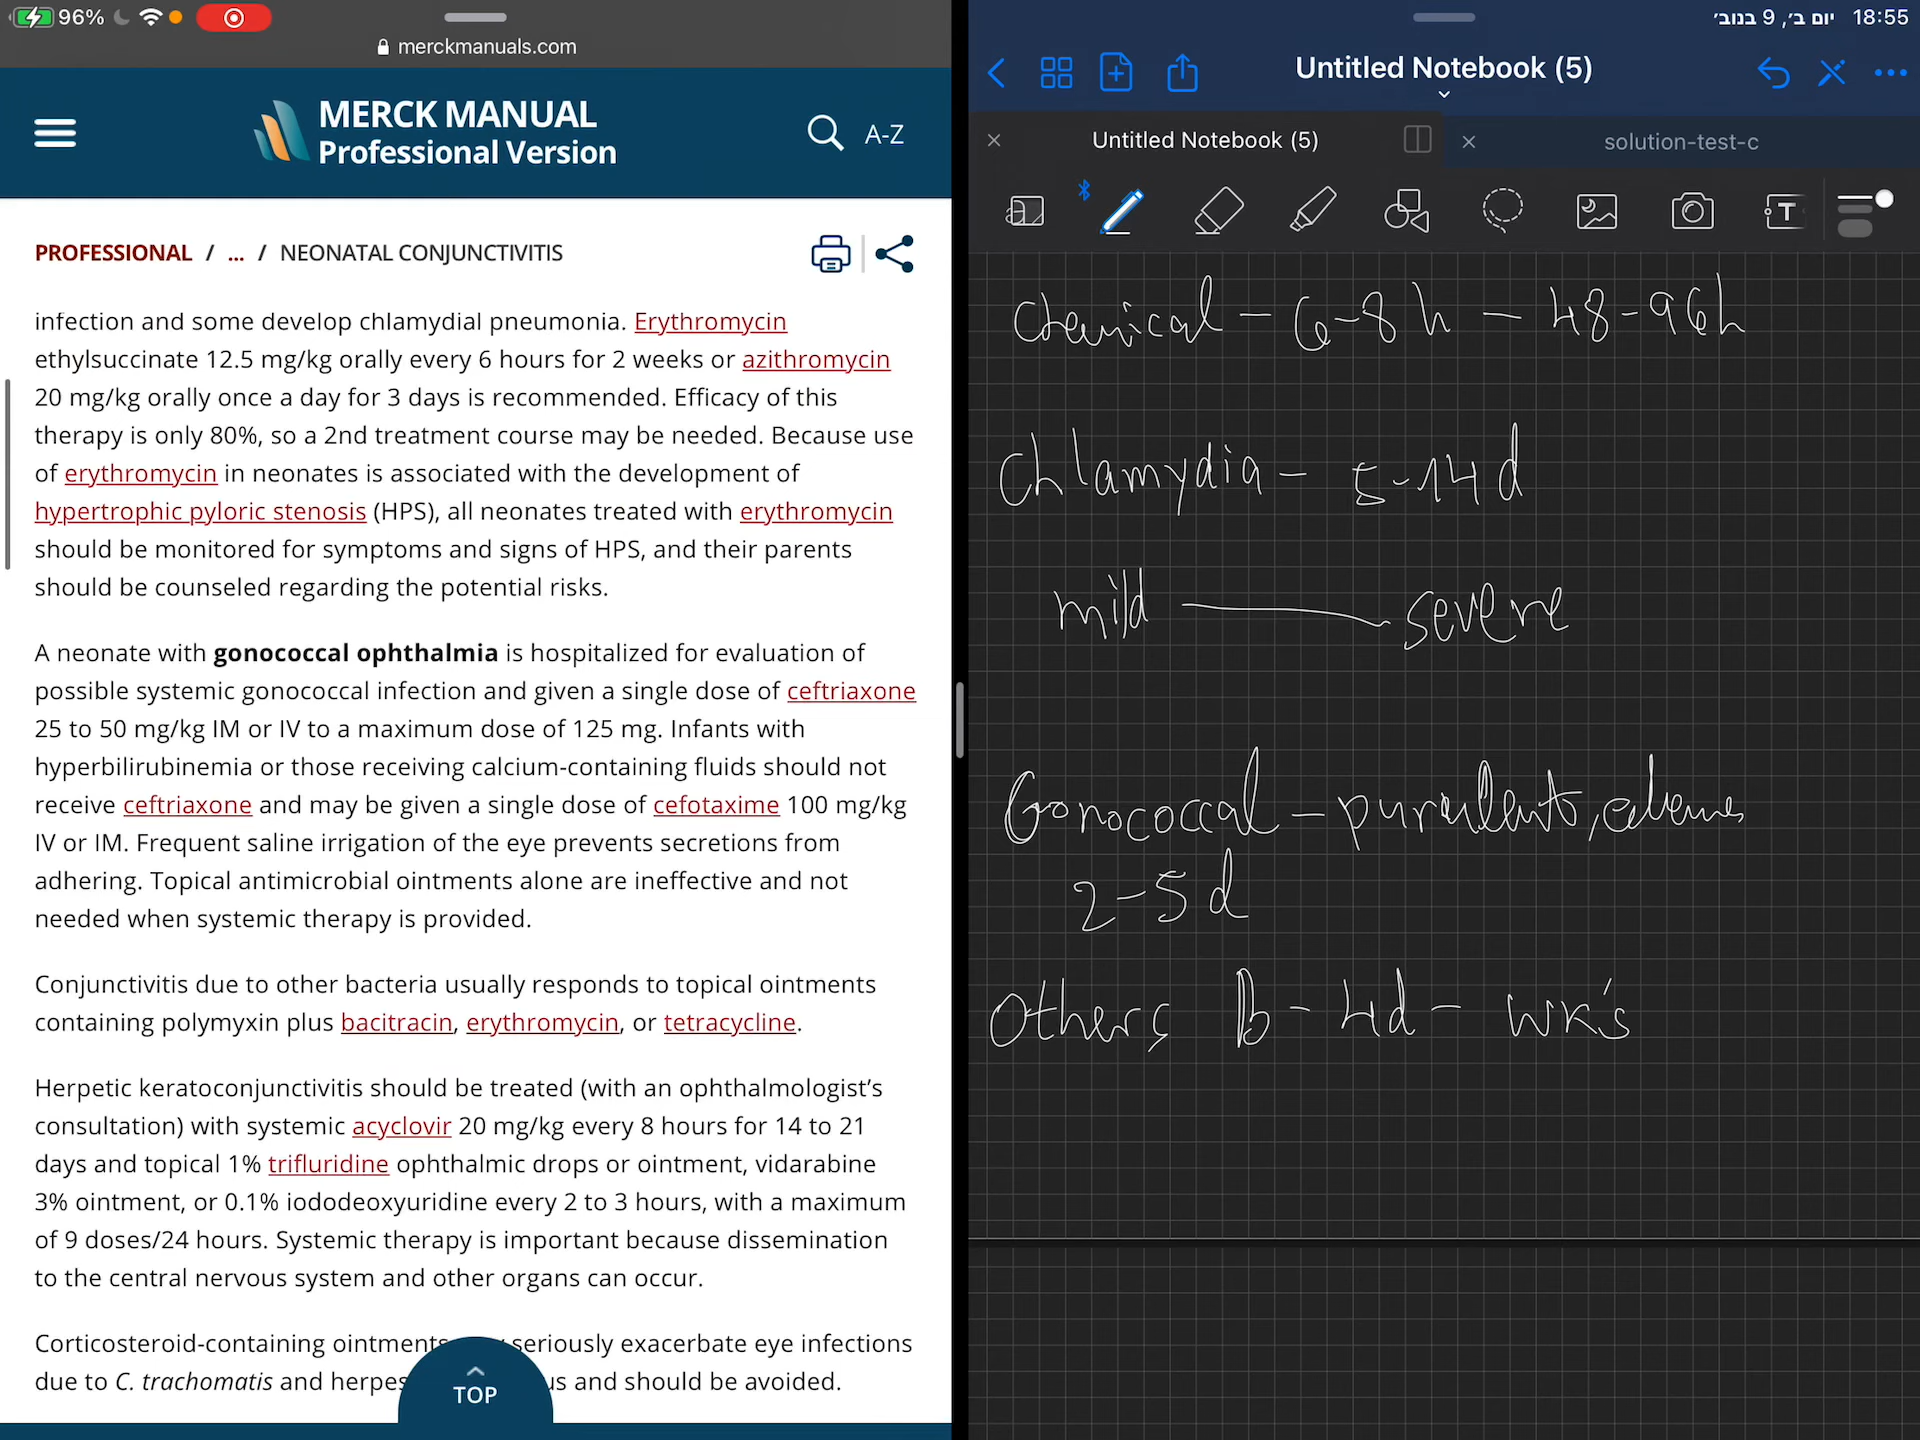 96%
merckmanuals.com
MERCK MANUAL
Professional Version
A-Z
PROFESSIONAL / ... / NEONATAL CONJUNCTIVITIS
infection and some develop chlamydial pneumonia. Erythromycin
ethylsuccinate 12.5 mg/kg orally every 6 hours for 2 weeks or azithromycin
20 mg/kg orally once a day for 3 days is recommended. Efficacy of this
therapy is only 80%, so a 2nd treatment course may be needed. Because use
of erythromycin in neonates is associated with the development of
hypertrophic pyloric stenosis (HPS), all neonates treated with erythromycin
should be monitored for symptoms and signs of HPS, and their parents
should be counseled regarding the potential risks.
A neonate with gonococcal ophthalmia is hospitalized for evaluation of
possible systemic gonococcal infection and given a single dose of ceftriaxone
25 to 50 mg/kg IM or IV to a maximum dose of 125 mg. Infants with
hyperbilirubinemia or those receiving calcium-containing fluids should not
receive ceftriaxone and may be given a single dose of cefotaxime 100 mg/kg
IV or IM. Frequent saline irrigation of the eye prevents secretions from
adhering. Topical antimicrobial ointments alone are ineffective and not
needed when systemic therapy is provided.
Conjunctivitis due to other bacteria usually responds to topical ointments
containing polymyxin plus bacitracin, erythromycin, or tetracycline.
Herpetic keratoconjunctivitis should be treated (with an ophthalmologist's
consultation) with systemic acyclovir 20 mg/kg every 8 hours for 14 to 21
days and topical 1% trifluridine ophthalmic drops or ointment, vidarabine
3% ointment, or 0.1% iododeoxyuridine every 2 to 3 hours, with a maximum
of 9 doses/24 hours. Systemic therapy is important because dissemination
to the central nervous system and other organs can occur.
Corticosteroid-containing ointments seriously exacerbate eye infections
due to C. trachomatis and herpes and should be avoided.
TOP
18:55 יום ב׳, 9 בנוב׳
Untitled Notebook (5)
Untitled Notebook (5)
solution-test-c
T
Chemical - 6-8 h - 48-96h
Chlamydia - 5-14 d
mild — severe
Gonococcal - purulent,
2-5 d
Others B - 4d - wk's